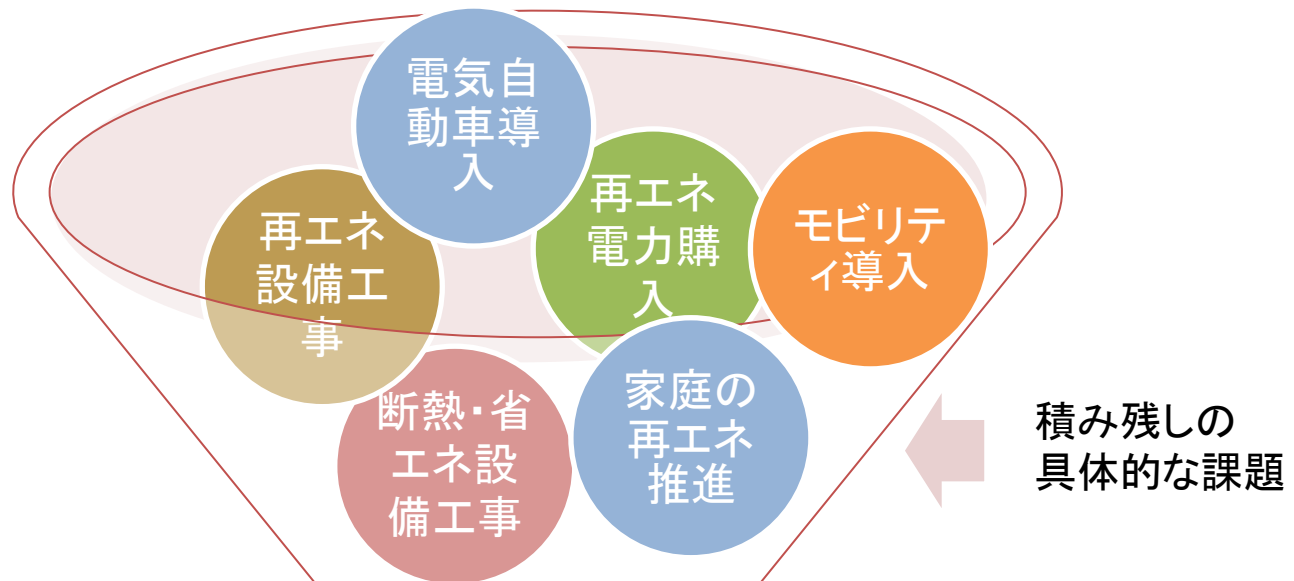 電気自
動車導
入
再エネ
設備工
事
再エネ
電力購
入
モビリテ
ィ導入
断熱・省
エネ設
備工事
家庭の
再エネ
推進
積み残しの
具体的な課題